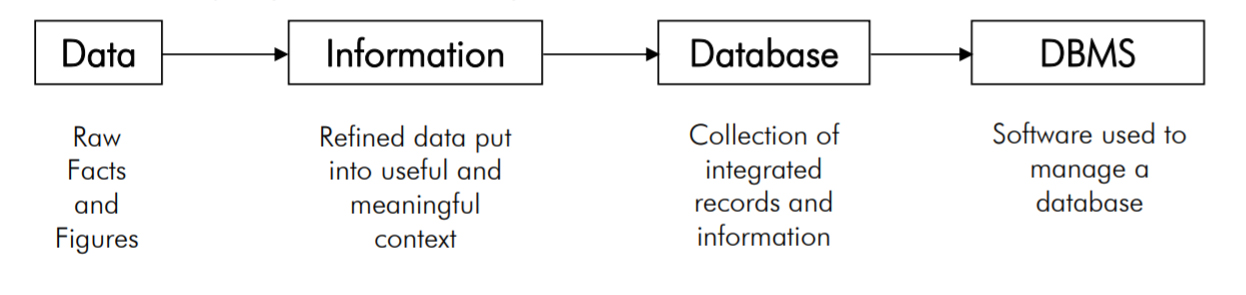 Data
Information
Database
DBMS
Raw
Facts
and
Figures
Refined data put
into useful and
meaningful
context
Collection of
integrated
records and
information
Software used to
manage a
database